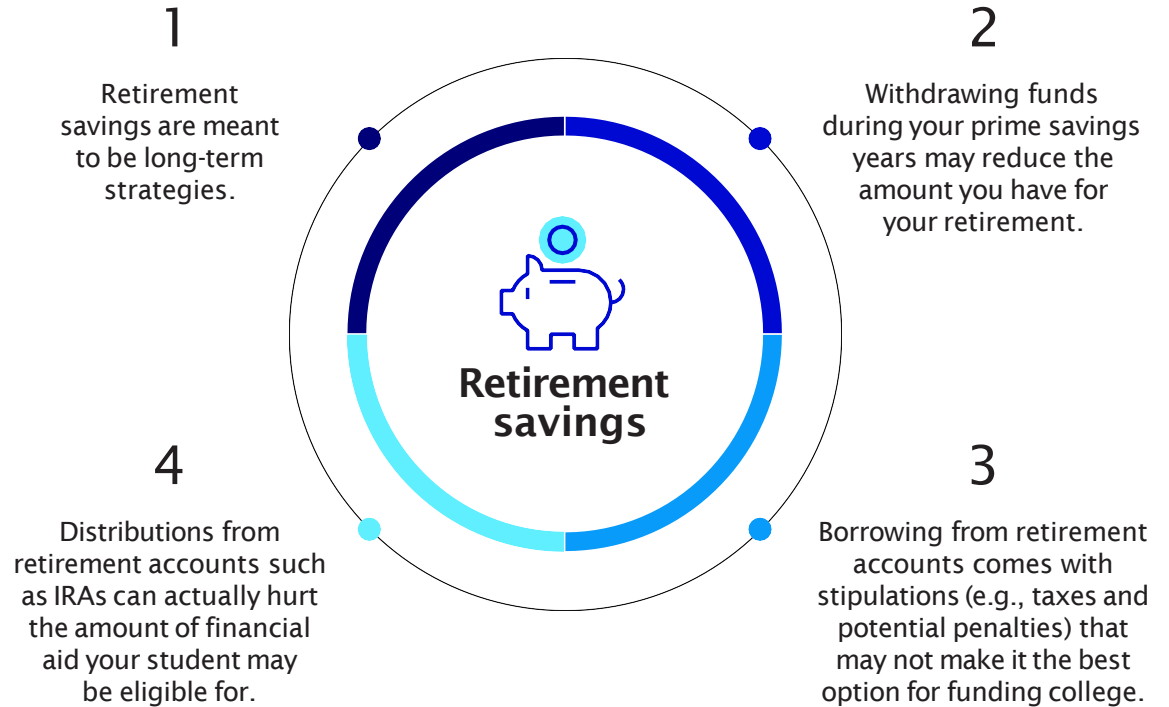 1
Retirement
savings are meant
to be long-term
strategies.
2
Withdrawing funds
during your prime savings
years may reduce the
amount you have for
your retirement.
Retirement
savings
3
Borrowing from retirement
accounts comes with
stipulations (e.g., taxes and
potential penalties) that
may not make it the best
option for funding college.
4
Distributions from
retirement accounts such
as IRAs can actually hurt
the amount of financial
aid your student may
be eligible for.